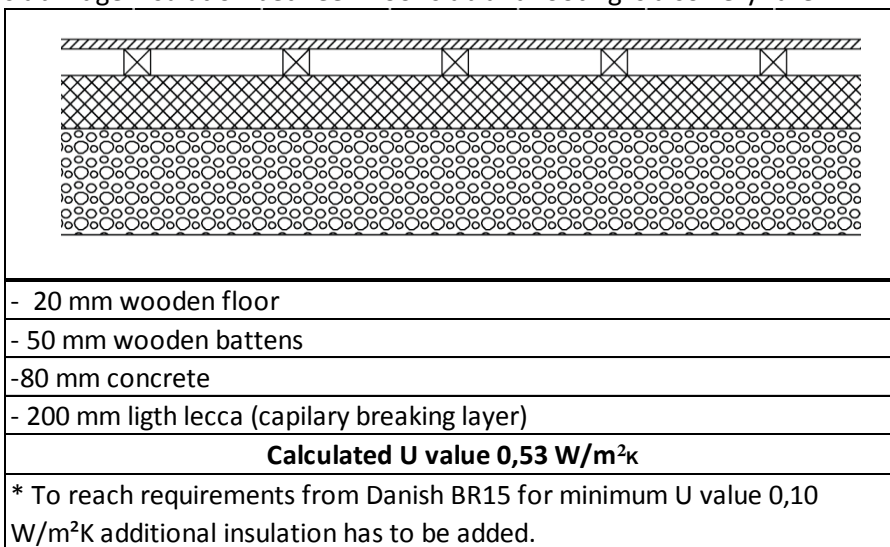 - 20 mm wooden floor
- 50 mm wooden battens
-80 mm concrete
- 200 mm ligth lecca (capilary breaking layer)
Calculated U value 0,53 W/m²K
* To reach requirements from Danish BR15 for minimum U value 0,10
W/m²K additional insulation has to be added.